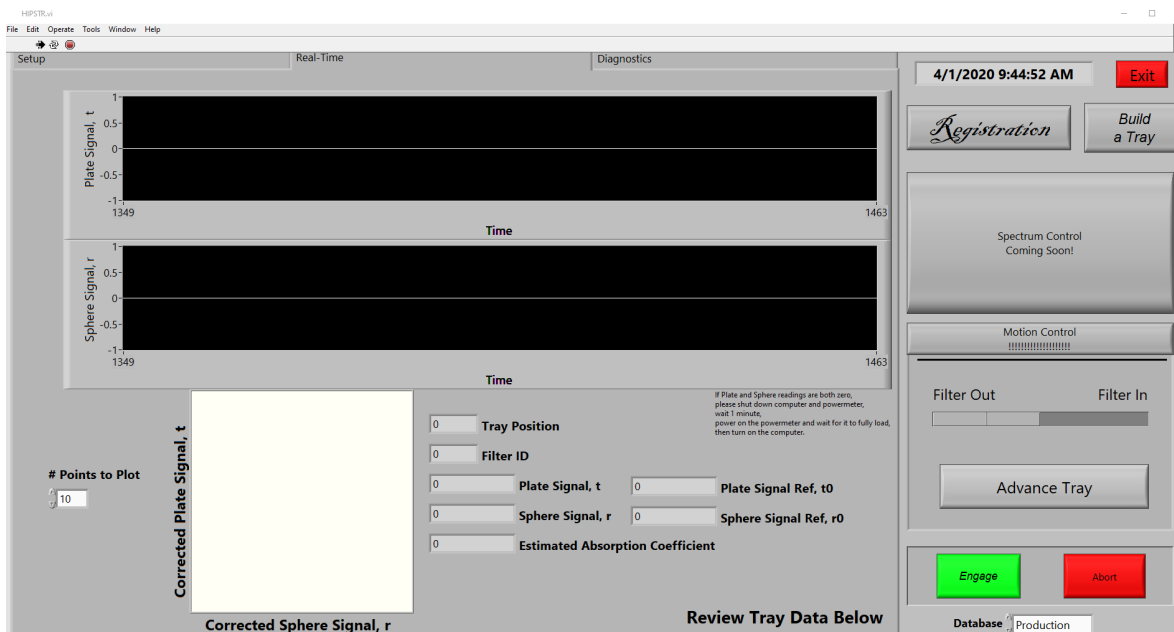 HIPSTR.vi
File Edit Operate Tools Window Help
Setup
Real-Time
Diagnostics
4/1/2020 9:44:52 AM
Exit
Registration
Build
a Tray
Plate Signal, t
1
0.5
0
-0.5
-1
1349
1463
Time
Spectrum Control
Coming Soon!
Sphere Signal, r
1
0.5
0
-0.5
-1
1349
1463
Time
Motion Control
!!!!!!!!!!!!!!!!!!!!
Filter Out
Filter In
Advance Tray
# Points to Plot
10
Corrected Plate Signal, t
Corrected Sphere Signal, r
0 Tray Position
0 Filter ID
0 Plate Signal, t
0 Plate Signal Ref, t0
0 Sphere Signal, r
0 Sphere Signal Ref, r0
0 Estimated Absorption Coefficient
If Plate and Sphere readings are both zero,
please shut down computer and powermeter,
wait 1 minute,
power on the powermeter and wait for it to fully load,
then turn on the computer.
Review Tray Data Below
Engage
Abort
Database
Production